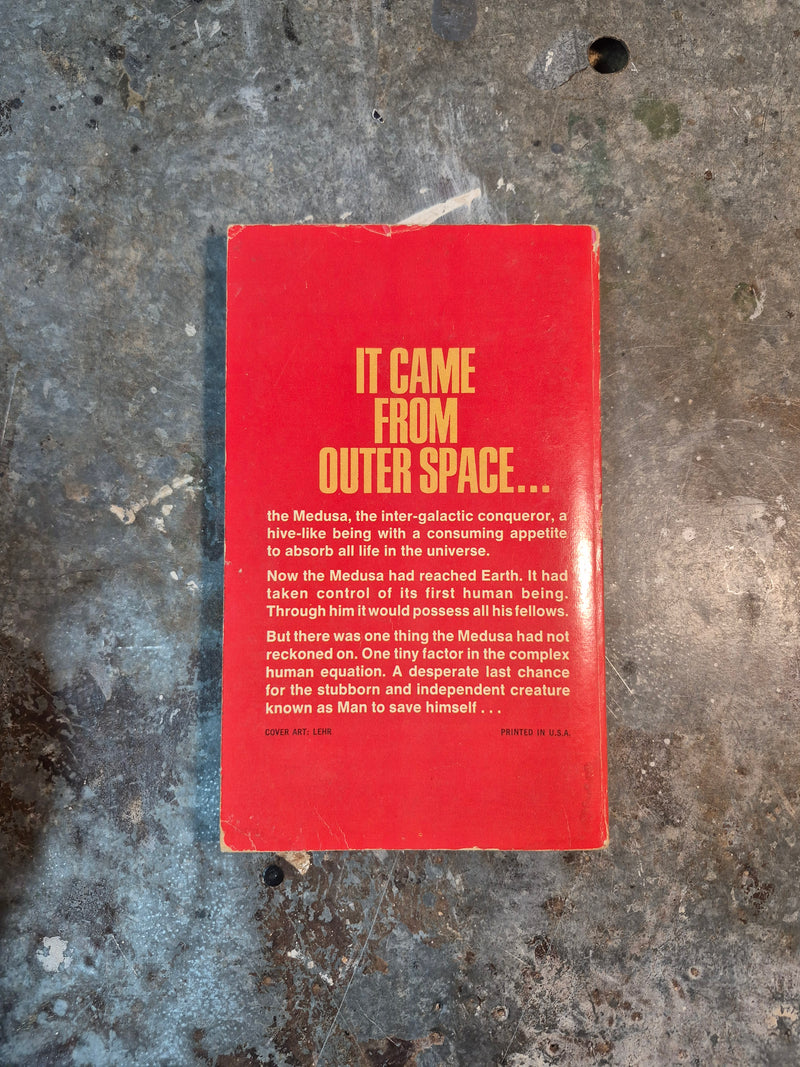 IT CAME
FROM
OUTER SPACE...
the Medusa, the inter-galactic conqueror, a
hive-like being with a consuming appetite
to absorb all life in the universe.
Now the Medusa had reached Earth. It had
taken control of its first human being.
Through him it would possess all his fellows.
But there was one thing the Medusa had not
reckoned on. One tiny factor in the complex
human equation. A desperate last chance
for the stubborn and independent creature
known as Man to save himself . . .
COVER ART: LEHR PRINTED IN U.S.A.